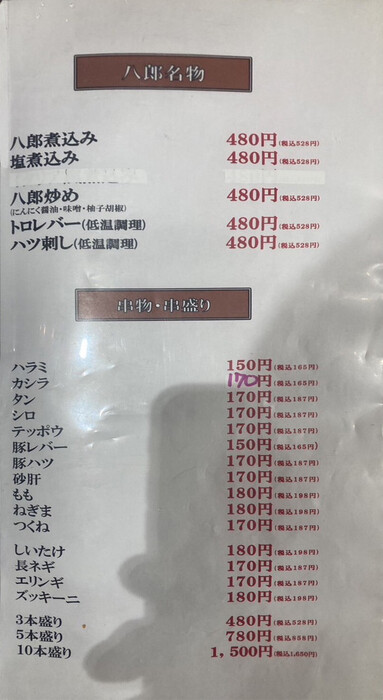 八郎名物
八郎煮込み 480円(税込528円)
塩煮込み 480円(税込528円)
八郎炒め 480円(税込528円)
(にんにく醤油・味噌・柚子胡椒)
トロレバー(低温調理) 480円(税込528円)
ハツ刺し(低温調理) 480円(税込528円)
串物・串盛り
ハラミ 150円(税込165円)
カシラ 170円(税込165円)
タン 170円(税込187円)
シロ 170円(税込187円)
テッポウ 170円(税込187円)
豚レバー 150円(税込165円)
豚ハツ 170円(税込187円)
砂肝 170円(税込187円)
もも 180円(税込198円)
ねぎま 180円(税込198円)
つくね 170円(税込187円)
しいたけ 180円(税込198円)
長ネギ 170円(税込187円)
エリンギ 170円(税込187円)
ズッキーニ 180円(税込198円)
3本盛り 480円(税込528円)
5本盛り 780円(税込858円)
10本盛り 1,500円(税込1,650円)